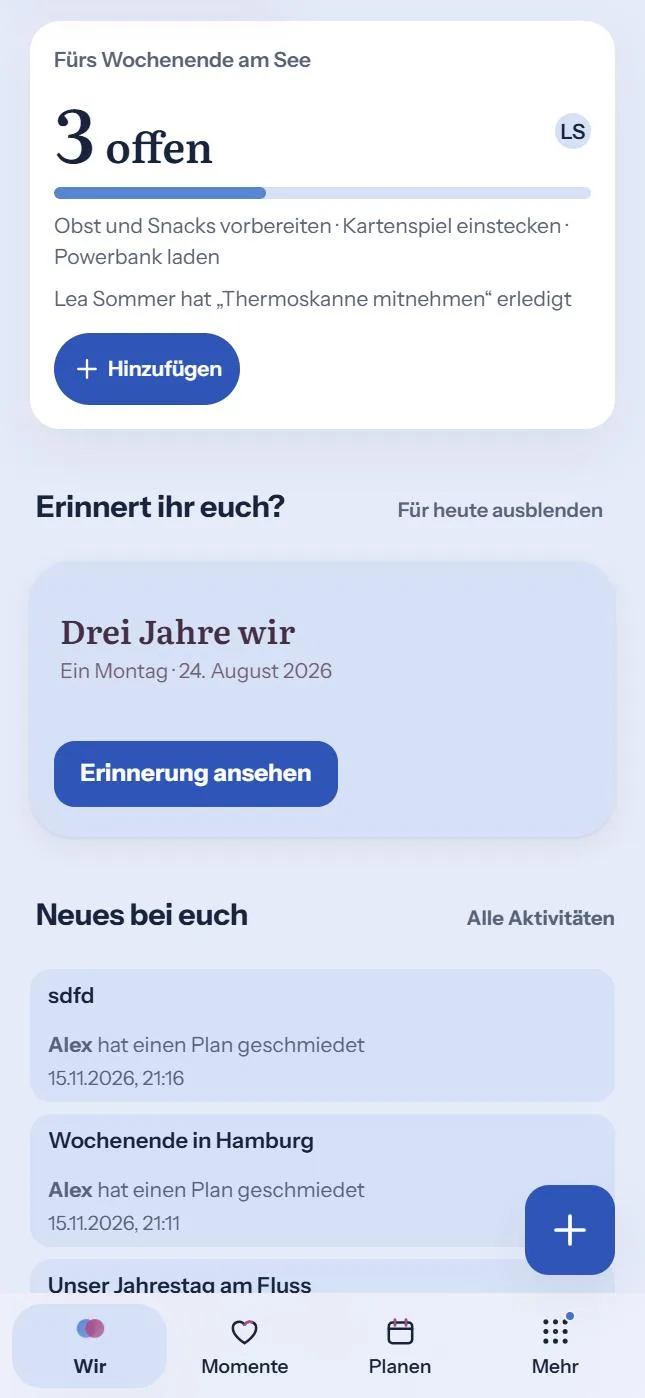 Fürs Wochenende am See
3 offen
LS
Obst und Snacks vorbereiten · Kartenspiel einstecken ·
Powerbank laden
Lea Sommer hat „Thermoskanne mitnehmen“ erledigt
+ Hinzufügen
Erinnert ihr euch?
Für heute ausblenden
Drei Jahre wir
Ein Montag · 24. August 2026
Erinnerung ansehen
Neues bei euch
Alle Aktivitäten
sdfd
Alex hat einen Plan geschmiedet
15.11.2026, 21:16
Wochenende in Hamburg
Alex hat einen Plan geschmiedet
15.11.2026, 21:11
Unser Jahrestag am Fluss
Wir
Momente
Planen
Mehr